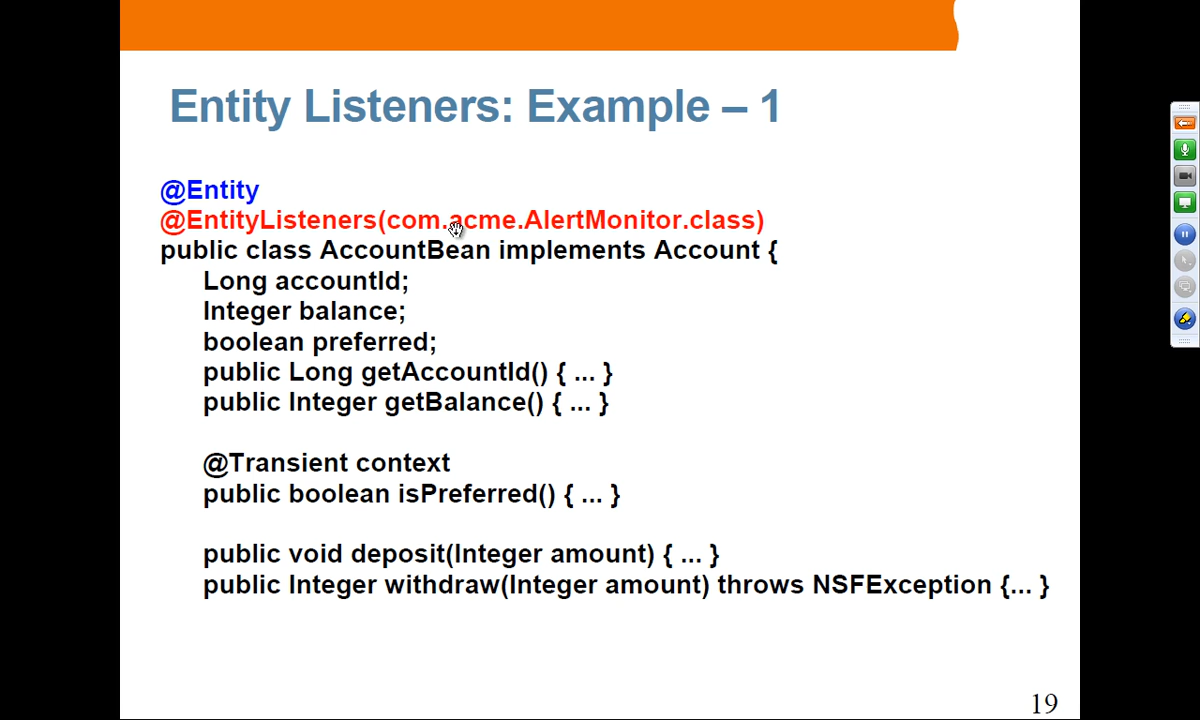 Entity Listeners: Example – 1
@Entity
@EntityListeners(com.acme.AlertMonitor.class)
public class AccountBean implements Account {
Long accountId;
Integer balance;
boolean preferred;
public Long getAccountId() { ... }
public Integer getBalance() { ... }
@Transient context
public boolean isPreferred() { ... }
public void deposit(Integer amount) { ... }
public Integer withdraw(Integer amount) throws NSFException {... }
19